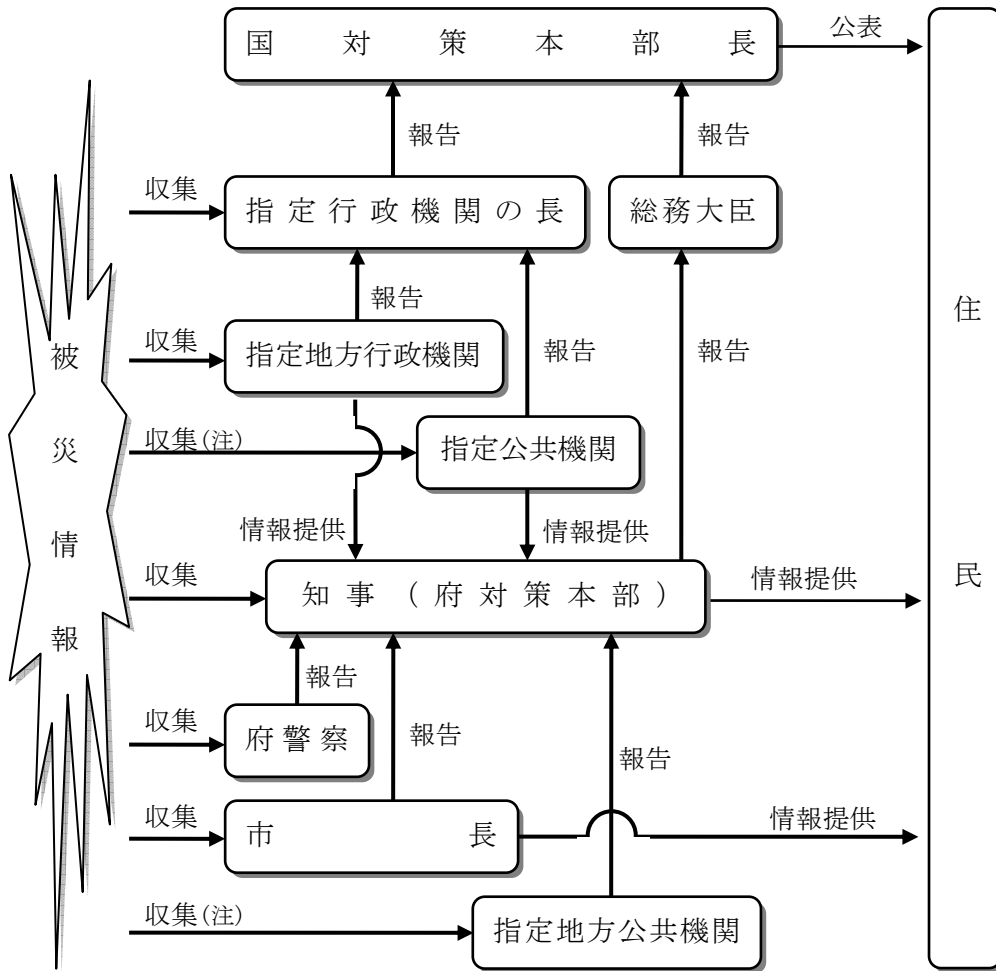 国対策本部長
公表
報告
報告
収集
指定行政機関の長
総務大臣
報告
収集
指定地方行政機関
報告
報告
収集(注)
指定公共機関
情報提供
情報提供
収集
知事（府対策本部）
情報提供
報告
収集
府警察
報告
報告
収集
市長
情報提供
収集(注)
指定地方公共機関
被災情報
住民